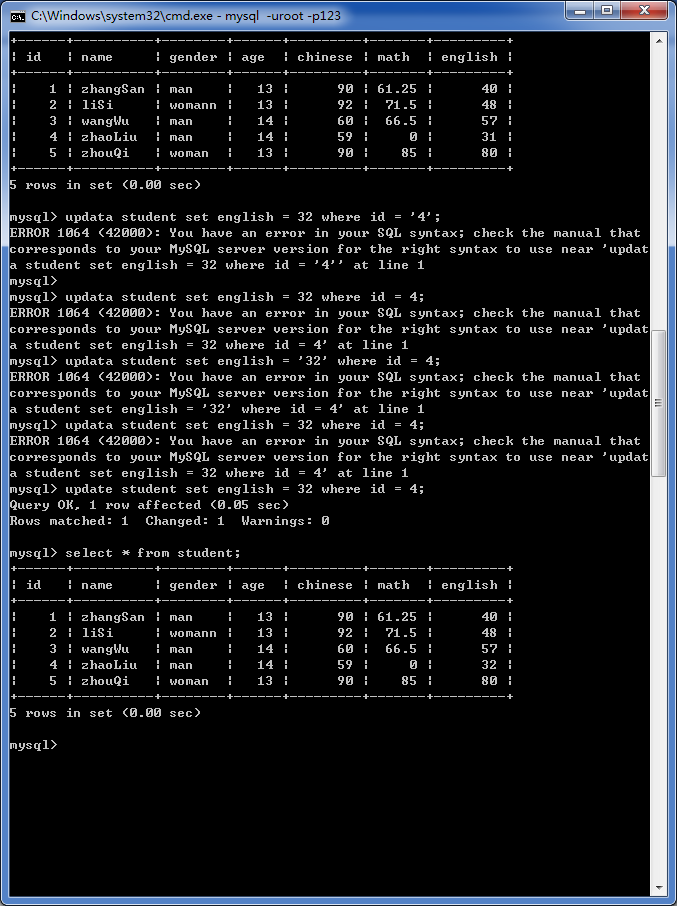 C:\Windows\system32\cmd.exe - mysql  -uroot -p123
+------+----------+--------+------+---------+-------+---------+
¦ id   ¦ name     ¦ gender ¦ age  ¦ chinese ¦ math  ¦ english ¦
+------+----------+--------+------+---------+-------+---------+
¦    1 ¦ zhangSan ¦ man    ¦   13 ¦      90 ¦ 61.25 ¦      40 ¦
¦    2 ¦ liSi     ¦ womann ¦   13 ¦      92 ¦  71.5 ¦      48 ¦
¦    3 ¦ wangWu   ¦ man    ¦   14 ¦      60 ¦  66.5 ¦      57 ¦
¦    4 ¦ zhaoLiu  ¦ man    ¦   14 ¦      59 ¦     0 ¦      31 ¦
¦    5 ¦ zhouQi   ¦ woman  ¦   13 ¦      90 ¦    85 ¦      80 ¦
+------+----------+--------+------+---------+-------+---------+
5 rows in set (0.00 sec)
mysql> updata student set english = 32 where id = '4';
ERROR 1064 (42000): You have an error in your SQL syntax; check the manual that
corresponds to your MySQL server version for the right syntax to use near 'updat
a student set english = 32 where id = '4'' at line 1
mysql>
mysql> updata student set english = 32 where id = 4;
ERROR 1064 (42000): You have an error in your SQL syntax; check the manual that
corresponds to your MySQL server version for the right syntax to use near 'updat
a student set english = 32 where id = 4' at line 1
mysql> updata student set english = '32' where id = 4;
ERROR 1064 (42000): You have an error in your SQL syntax; check the manual that
corresponds to your MySQL server version for the right syntax to use near 'updat
a student set english = '32' where id = 4' at line 1
mysql> updata student set english = 32 where id = 4;
ERROR 1064 (42000): You have an error in your SQL syntax; check the manual that
corresponds to your MySQL server version for the right syntax to use near 'updat
a student set english = 32 where id = 4' at line 1
mysql> update student set english = 32 where id = 4;
Query OK, 1 row affected (0.05 sec)
Rows matched: 1  Changed: 1  Warnings: 0
mysql> select * from student;
+------+----------+--------+------+---------+-------+---------+
¦ id   ¦ name     ¦ gender ¦ age  ¦ chinese ¦ math  ¦ english ¦
+------+----------+--------+------+---------+-------+---------+
¦    1 ¦ zhangSan ¦ man    ¦   13 ¦      90 ¦ 61.25 ¦      40 ¦
¦    2 ¦ liSi     ¦ womann ¦   13 ¦      92 ¦  71.5 ¦      48 ¦
¦    3 ¦ wangWu   ¦ man    ¦   14 ¦      60 ¦  66.5 ¦      57 ¦
¦    4 ¦ zhaoLiu  ¦ man    ¦   14 ¦      59 ¦     0 ¦      32 ¦
¦    5 ¦ zhouQi   ¦ woman  ¦   13 ¦      90 ¦    85 ¦      80 ¦
+------+----------+--------+------+---------+-------+---------+
5 rows in set (0.00 sec)
mysql>